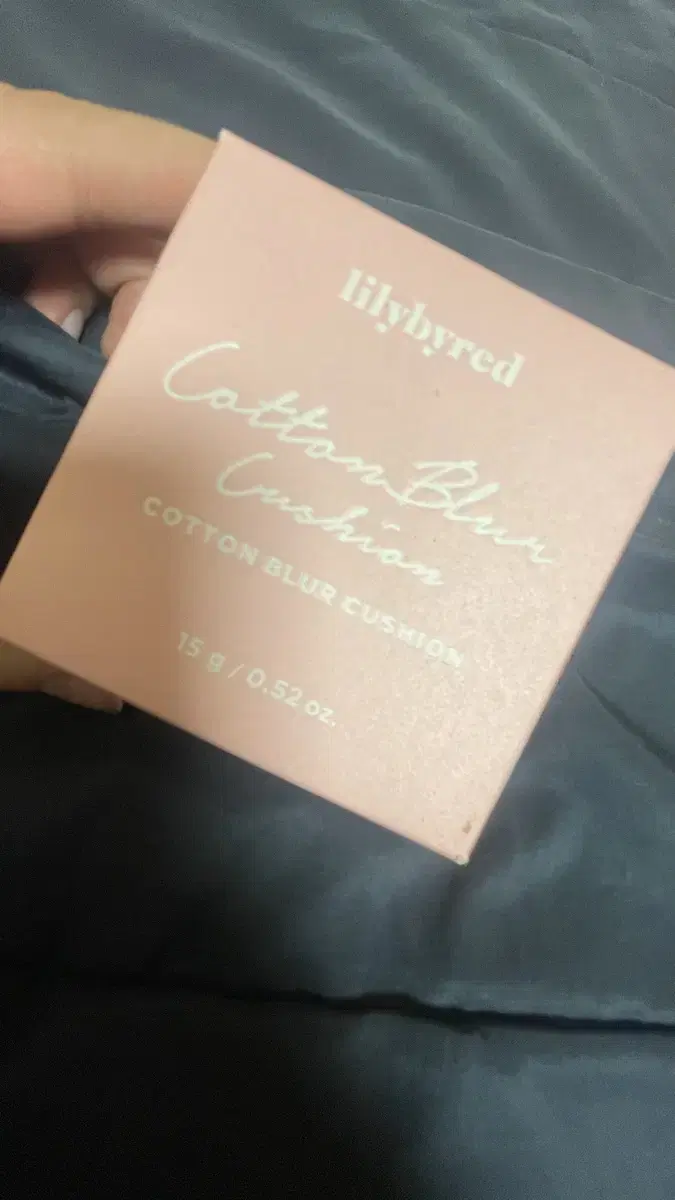 lilybyred
Cotton Blur
Cushion
COTTON BLUR CUSHION
15 g / 0.52 oz.